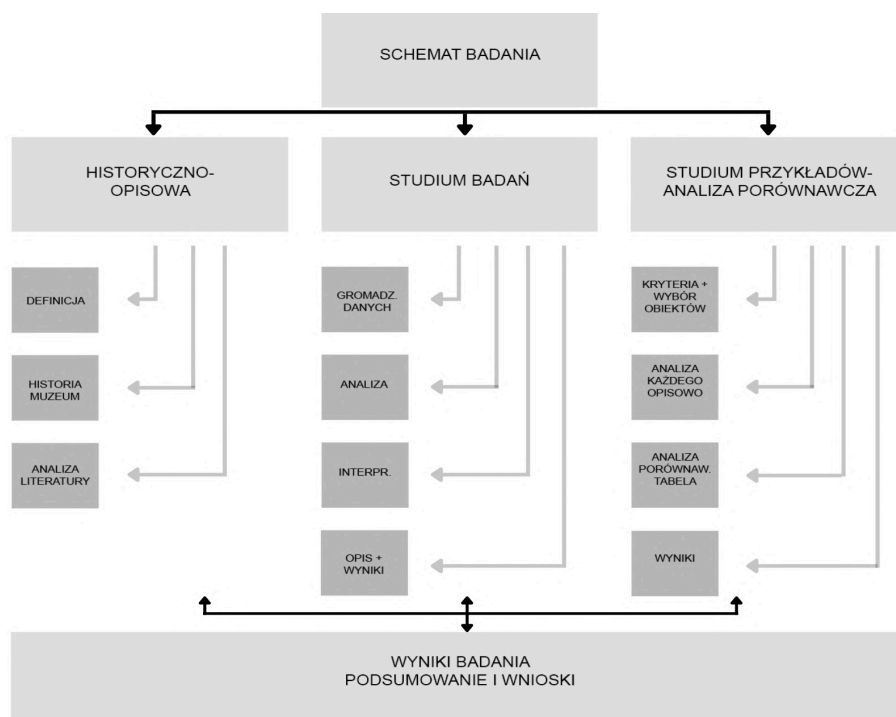 SCHEMAT BADANIA
HISTORYCZNO-
OPISOWA
STUDIUM BADAŃ
STUDIUM PRZYKŁADÓW-
ANALIZA PORÓWNAWCZA
DEFINICJA
HISTORIA
MUZEUM
ANALIZA
LITERATURY
GROMADZ.
DANYCH
ANALIZA
INTERPR.
OPIS +
WYNIKI
KRYTERIA +
WYBÓR
OBIEKTÓW
ANALIZA
KAŻDEGO
OPISOWO
ANALIZA
PORÓWNAW.
TABELA
WYNIKI
WYNIKI BADANIA
PODSUMOWANIE I WNIOSKI